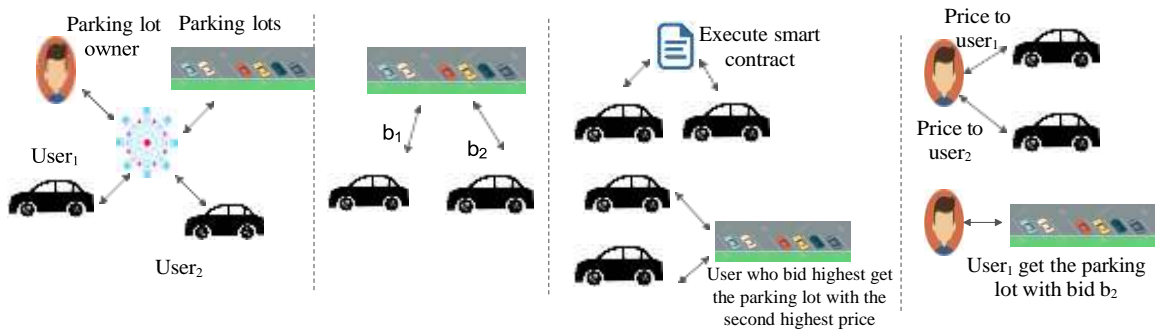 Parking lot
owner
Parking lots
User₁
User₂
b₁
b₂
Execute smart
contract
User who bid highest get
the parking lot with the
second highest price
Price to
user₁
Price to
user₂
User₁ get the parking
lot with bid b₂